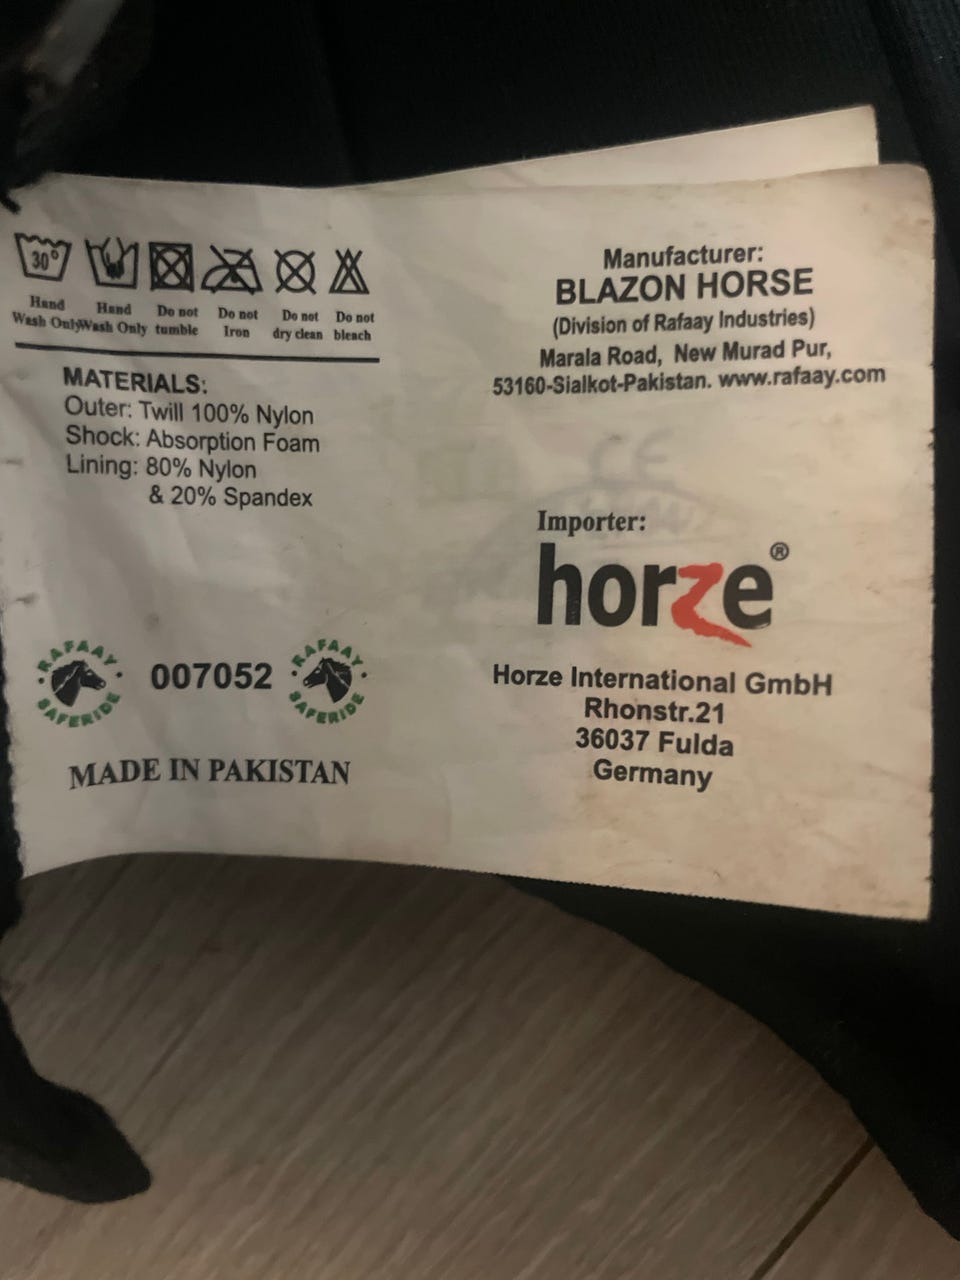 30°
Hand Wash Only
Hand Wash Only
Do not tumble
Do not Iron
Do not dry clean
Do not bleach
MATERIALS:
Outer: Twill 100% Nylon
Shock: Absorption Foam
Lining: 80% Nylon
& 20% Spandex
RAFAAY SAFERIDE
007052
RAFAAY SAFERIDE
MADE IN PAKISTAN
Manufacturer:
BLAZON HORSE
(Division of Rafaay Industries)
Marala Road, New Murad Pur,
53160-Sialkot-Pakistan. www.rafaay.com
CE
Importer:
horze®
Horze International GmbH
Rhonstr.21
36037 Fulda
Germany